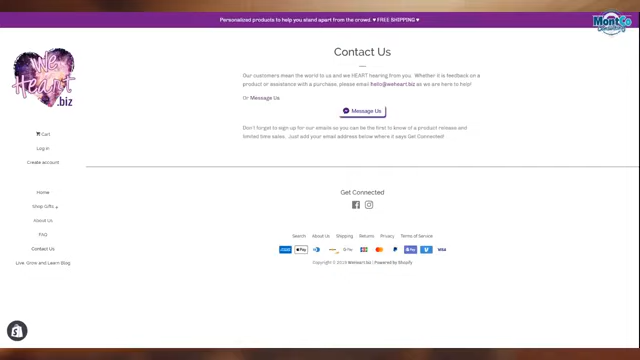 Personalized products to help you stand apart from the crowd. ♥ FREE SHIPPING ♥
MontCo
We
Heart
.biz
Cart
Log in
Create account
Home
Shop Gifts +
About Us
FAQ
Contact Us
Live, Grow and Learn Blog
Contact Us
Our customers mean the world to us and we HEART hearing from you. Whether it is feedback on a
product or assistance with a purchase, please email hello@weheart.biz as we are here to help!
Or Message Us.
Message Us
Don't forget to sign up for our emails so you can be the first to know of a product release and
limited time sales. Just add your email address below where it says Get Connected!
Get Connected
Search About Us Shipping Returns Privacy Terms of Service
Copyright © 2019 WeHeart.biz | Powered by Shopify